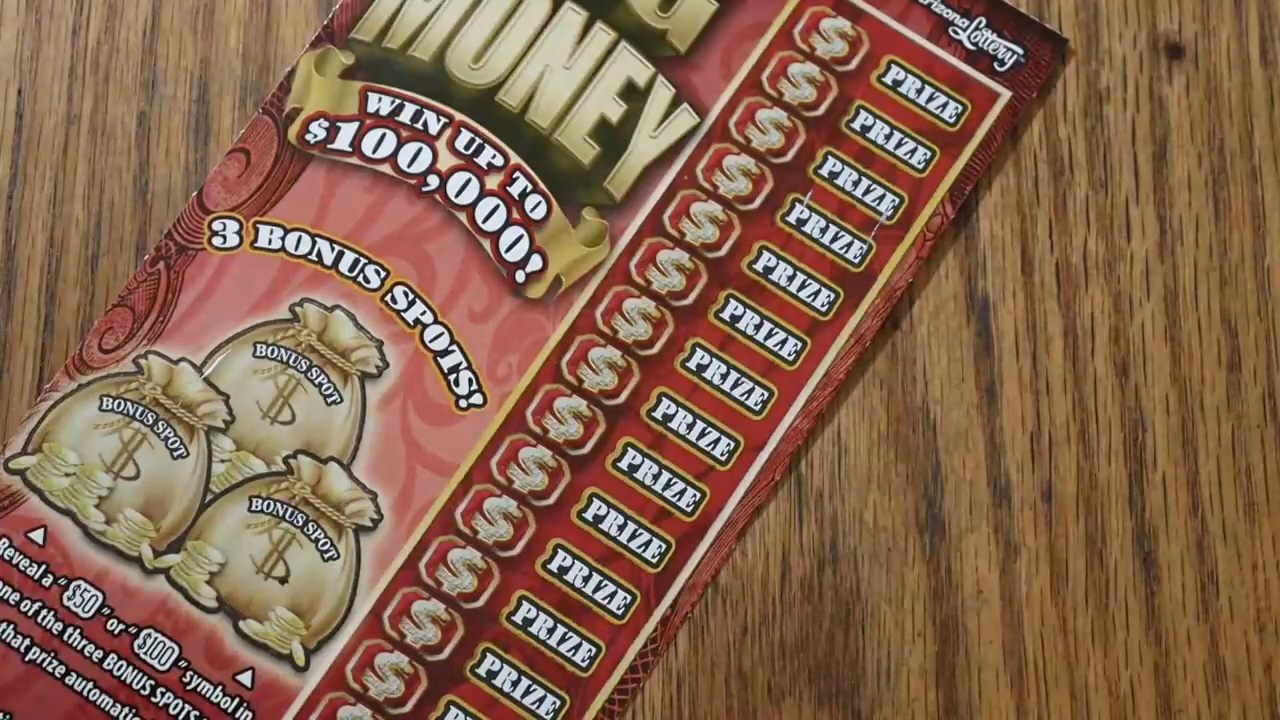 MONEY
WIN UP TO
$100,000!
3 BONUS SPOTS!
BONUS SPOT
BONUS SPOT
BONUS SPOT
Reveal a "$50" or "$100" symbol in
one of the three BONUS SPOTS
that prize
Lottery
PRIZE
PRIZE
PRIZE
PRIZE
PRIZE
PRIZE
PRIZE
PRIZE
PRIZE
PRIZE
PRIZE
PRIZE
PRIZE